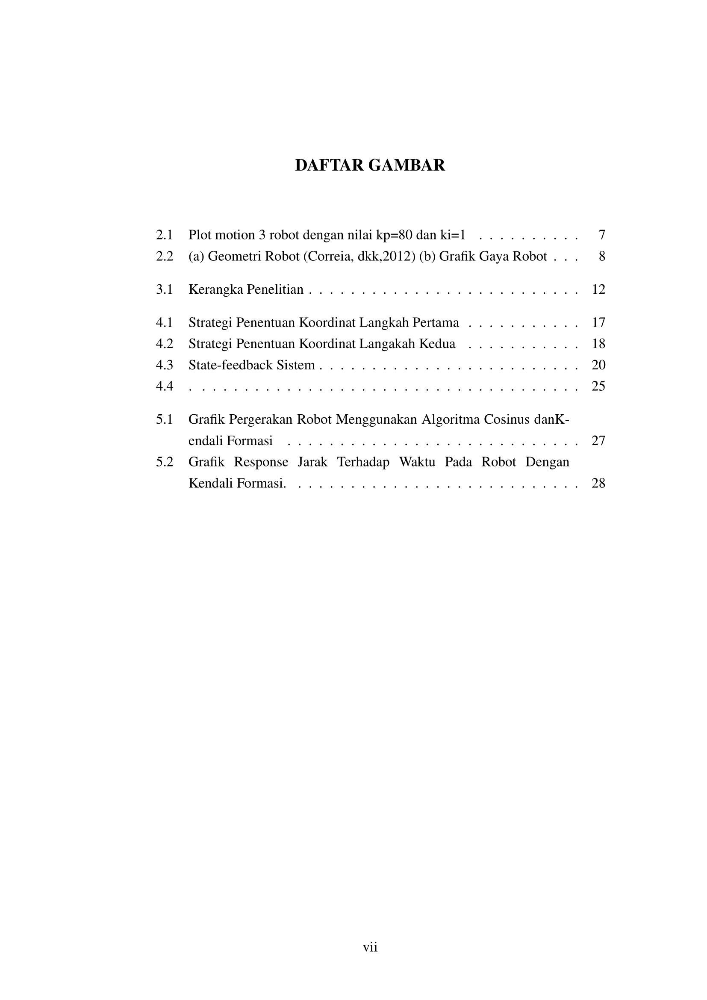 DAFTAR GAMBAR
2.1 Plot motion 3 robot dengan nilai kp=80 dan ki=1 . . . . . . . . . . 7
2.2 (a) Geometri Robot (Correia, dkk,2012) (b) Grafik Gaya Robot . . . 8
3.1 Kerangka Penelitian . . . . . . . . . . . . . . . . . . . . . . . . . . 12
4.1 Strategi Penentuan Koordinat Langkah Pertama . . . . . . . . . . . 17
4.2 Strategi Penentuan Koordinat Langakah Kedua . . . . . . . . . . . 18
4.3 State-feedback Sistem . . . . . . . . . . . . . . . . . . . . . . . . . 20
4.4 . . . . . . . . . . . . . . . . . . . . . . . . . . . . . . . . . . . . . 25
5.1 Grafik Pergerakan Robot Menggunakan Algoritma Cosinus danK-
endali Formasi . . . . . . . . . . . . . . . . . . . . . . . . . . . . 27
5.2 Grafik Response Jarak Terhadap Waktu Pada Robot Dengan
Kendali Formasi. . . . . . . . . . . . . . . . . . . . . . . . . . . . 28
vii